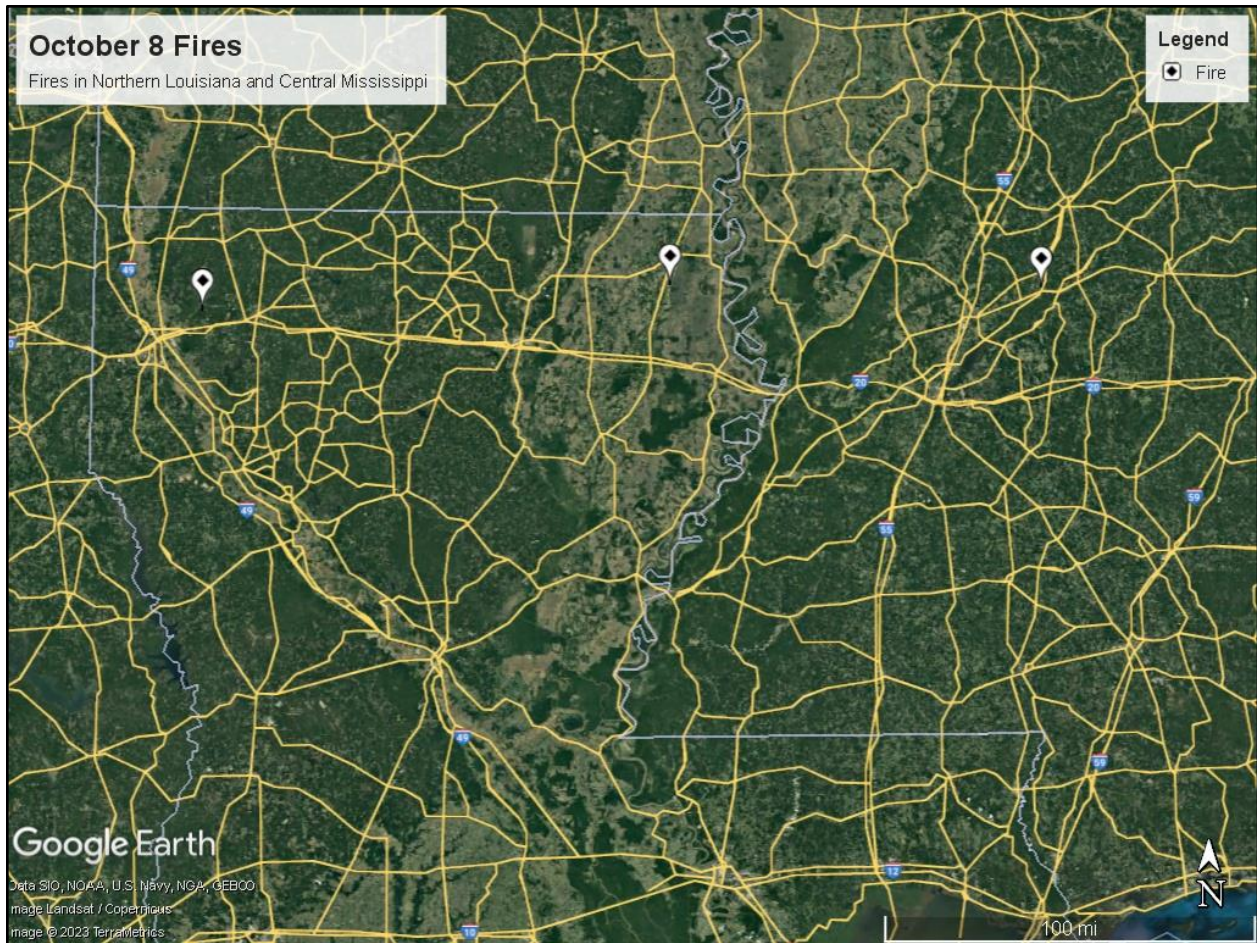 October 8 Fires
Fires in Northern Louisiana and Central Mississippi
Legend
Fire
55
49
20
20
59
49
55
49
59
12
10
Google Earth
Data SIO, NOAA, U.S. Navy, NGA, GEBCO
Image Landsat / Copernicus
Image © 2023 TerraMetrics
N
100 mi